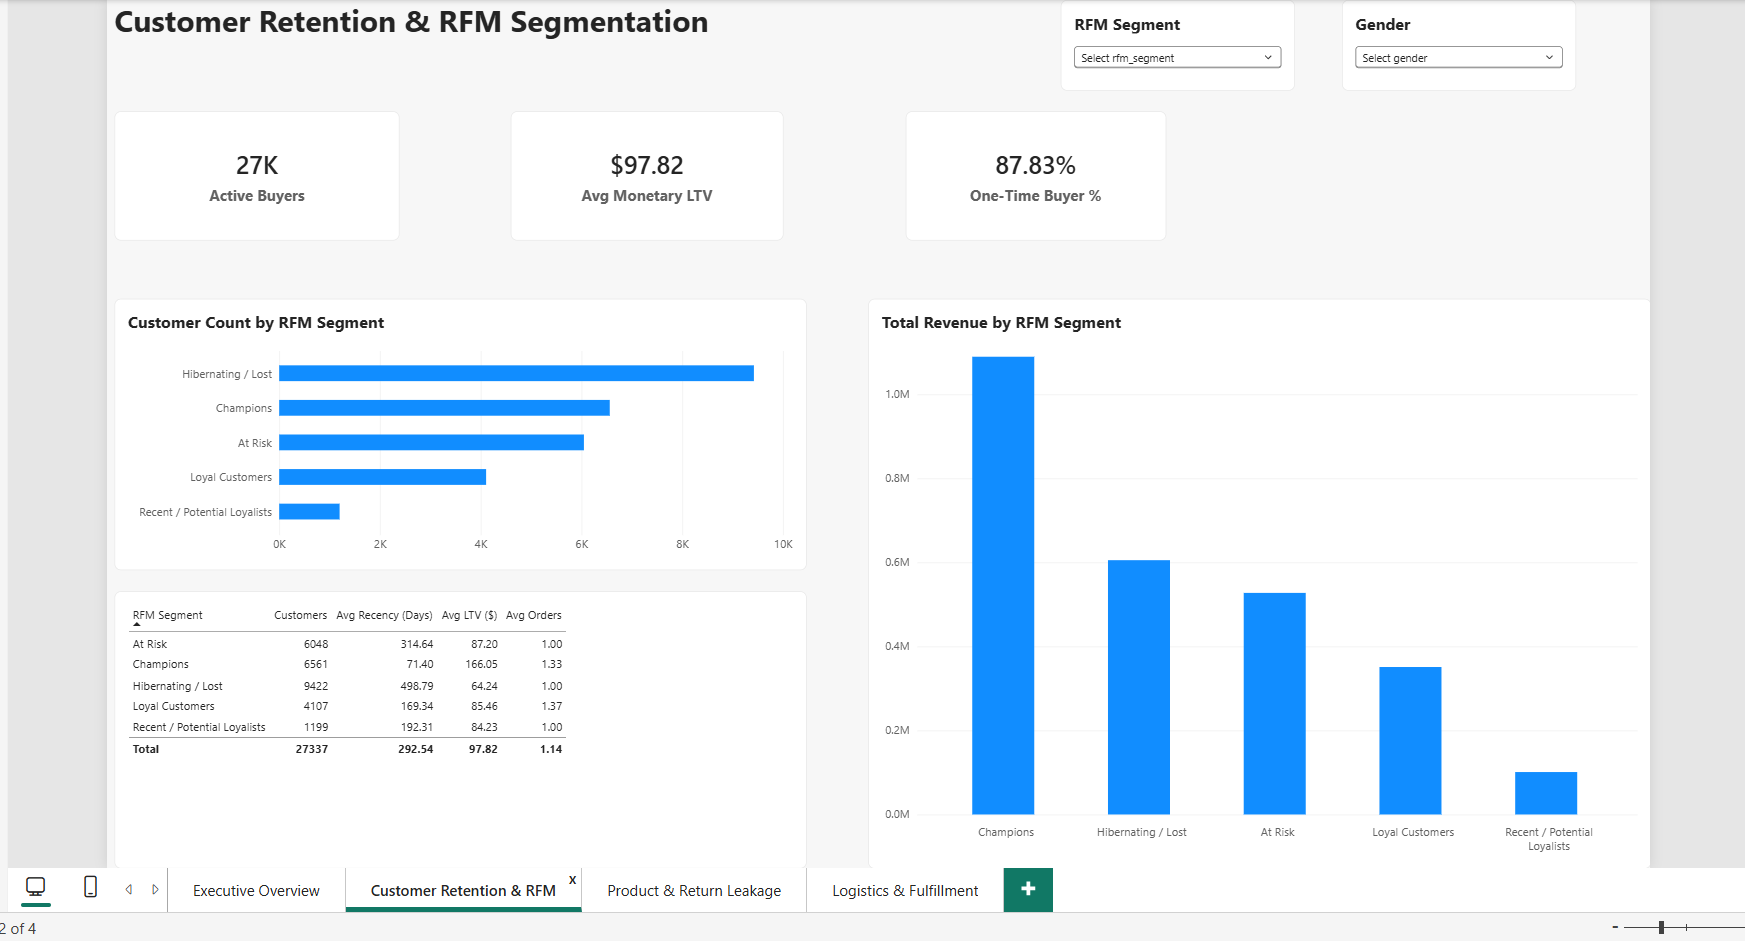 Customer Retention & RFM Segmentation
RFM Segment
Select rfm_segment
Gender
Select gender
27K
Active Buyers
$97.82
Avg Monetary LTV
87.83%
One-Time Buyer %
Customer Count by RFM Segment
Hibernating / Lost
Champions
At Risk
Loyal Customers
Recent / Potential Loyalists
0K 2K 4K 6K 8K 10K
RFM Segment Customers Avg Recency (Days) Avg LTV ($) Avg Orders
At Risk 6048 314.64 87.20 1.00
Champions 6561 71.40 166.05 1.33
Hibernating / Lost 9422 498.79 64.24 1.00
Loyal Customers 4107 169.34 85.46 1.37
Recent / Potential Loyalists 1199 192.31 84.23 1.00
Total 27337 292.54 97.82 1.14
Total Revenue by RFM Segment
1.0M
0.8M
0.6M
0.4M
0.2M
0.0M
Champions Hibernating / Lost At Risk Loyal Customers Recent / Potential
Loyalists
Executive Overview Customer Retention & RFM X Product & Return Leakage Logistics & Fulfillment +
2 of 4
-